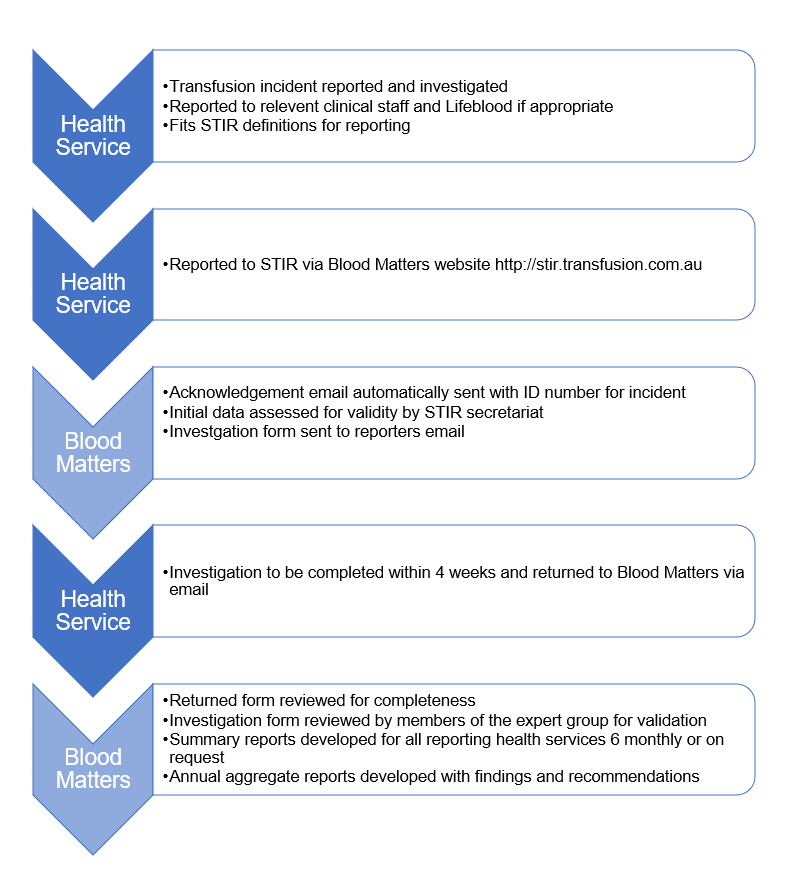 Health
Service
•Transfusion incident reported and investigated
•Reported to relevent clinical staff and Lifeblood if appropriate
•Fits STIR definitions for reporting
Health
Service
•Reported to STIR via Blood Matters website http://stir.transfusion.com.au
Blood
Matters
•Acknowledgement email automatically sent with ID number for incident
•Initial data assessed for validity by STIR secretariat
•Investgation form sent to reporters email
Health
Service
•Investigation to be completed within 4 weeks and returned to Blood Matters via
email
Blood
Matters
•Returned form reviewed for completeness
•Investigation form reviewed by members of the expert group for validation
•Summary reports developed for all reporting health services 6 monthly or on
request
•Annual aggregate reports developed with findings and recommendations